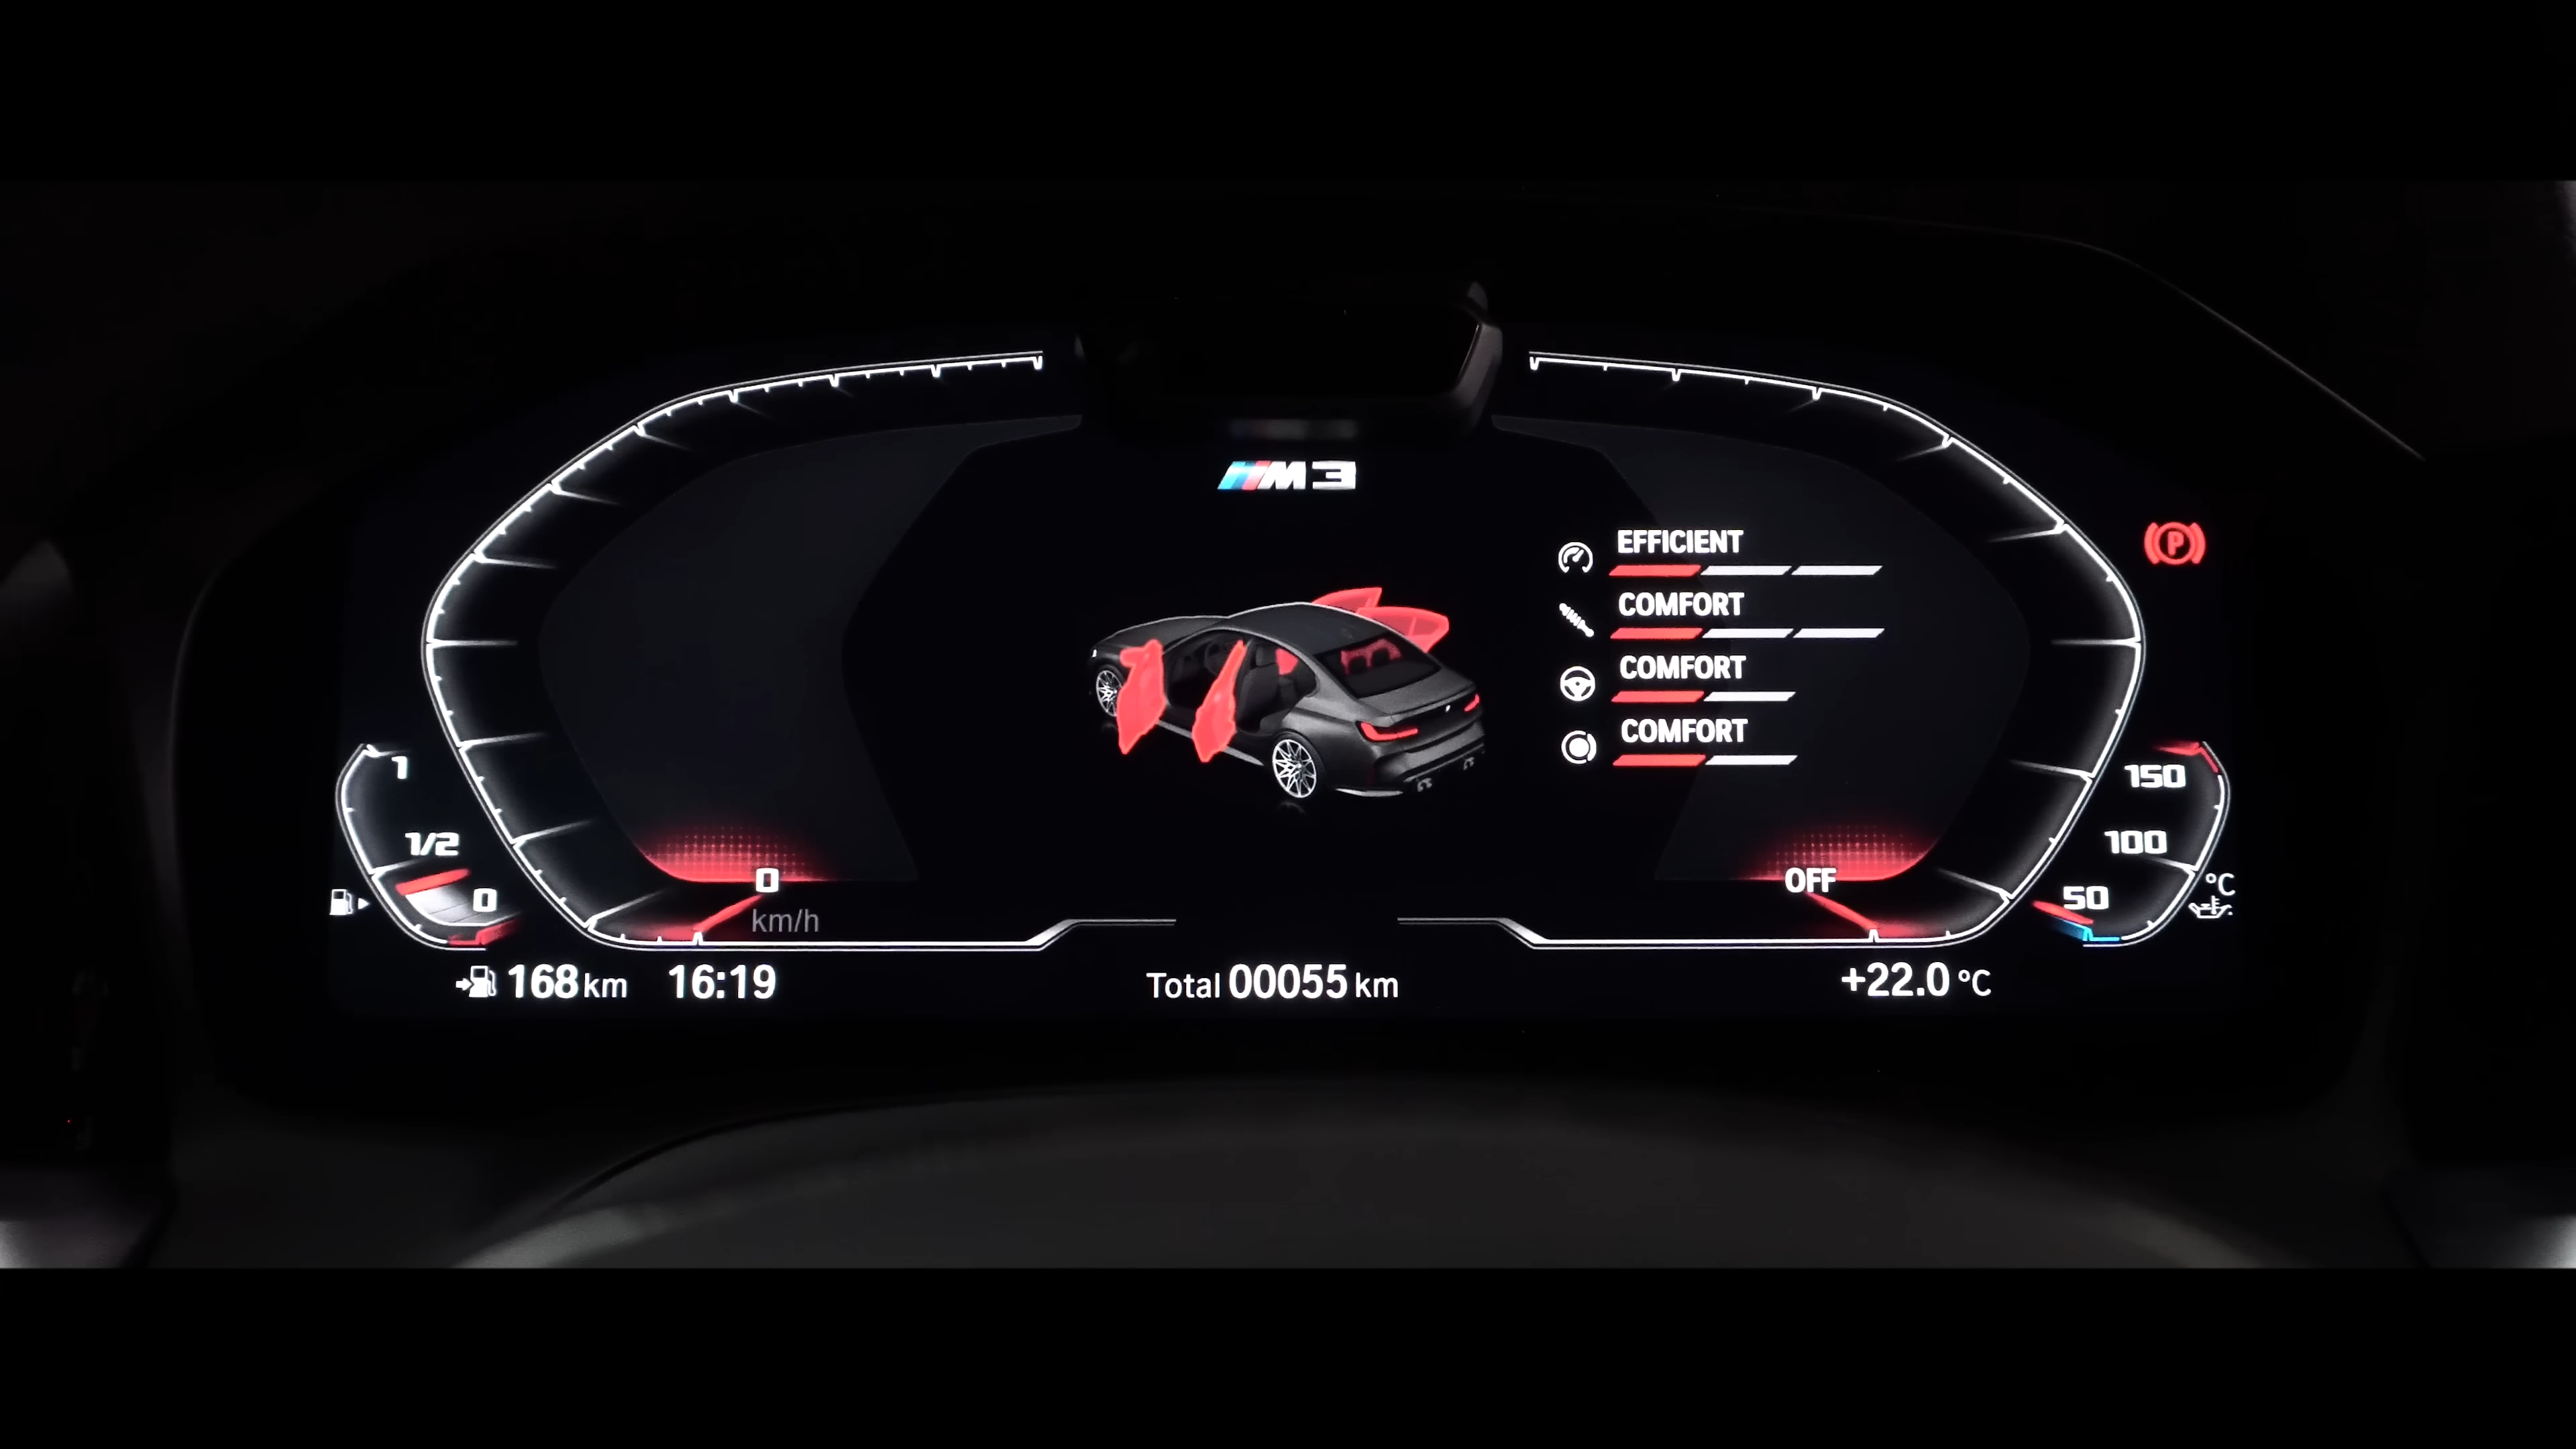 M3
EFFICIENT
COMFORT
COMFORT
COMFORT
P
1
1/2
0
0
km/h
OFF
150
100
50
°C
168 km
16:19
Total 00055 km
+22.0 °C